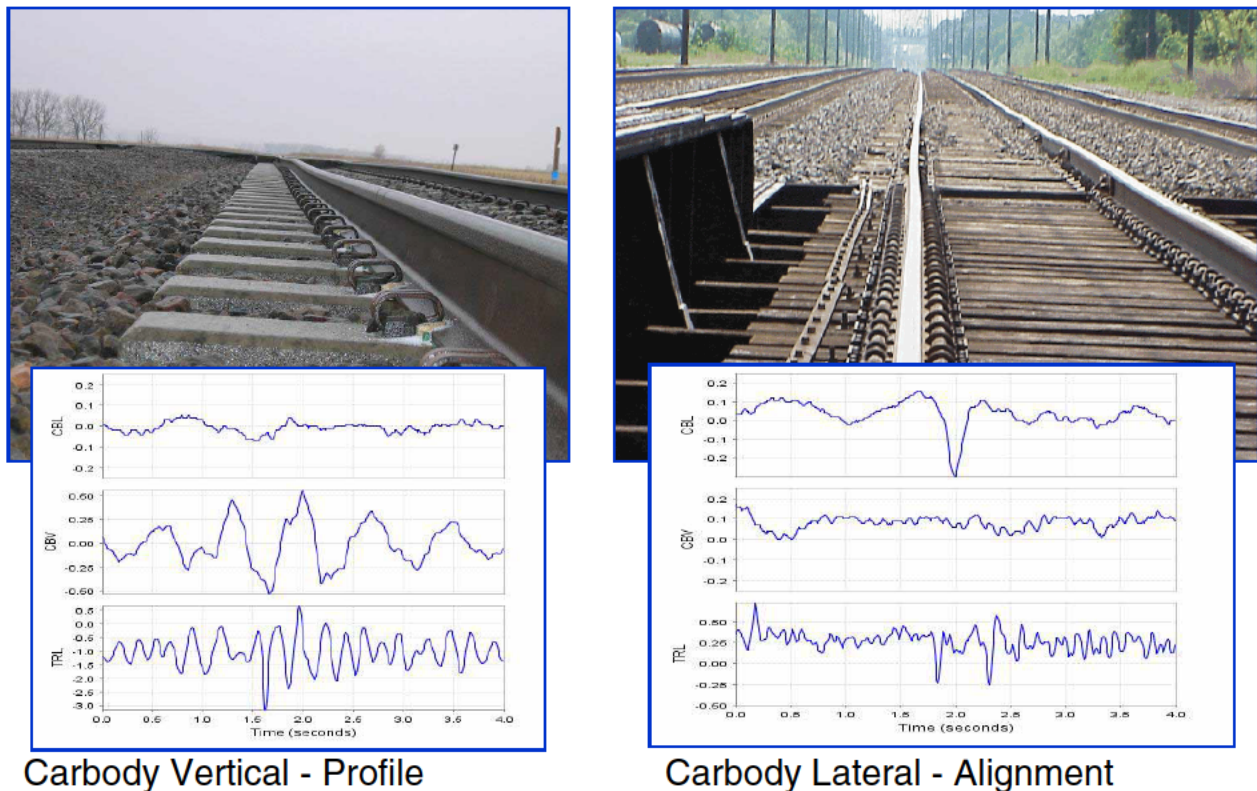 CBL
0.2
0.1
0.0
-0.1
-0.2
CBV
0.50
0.25
0.00
-0.25
-0.50
TRL
0.5
0.0
-0.5
-1.0
-1.5
-2.0
-2.5
-3.0
0.0 0.5 1.0 1.5 2.0 2.5 3.0 3.5 4.0
Time (seconds)
Carbody Vertical - Profile
CBL
0.2
0.1
0.0
-0.1
-0.2
CBV
0.2
0.1
0.0
-0.1
-0.2
TRL
0.50
0.25
0.00
-0.25
-0.50
0.0 0.5 1.0 1.5 2.0 2.5 3.0 3.5 4.0
Time (seconds)
Carbody Lateral - Alignment